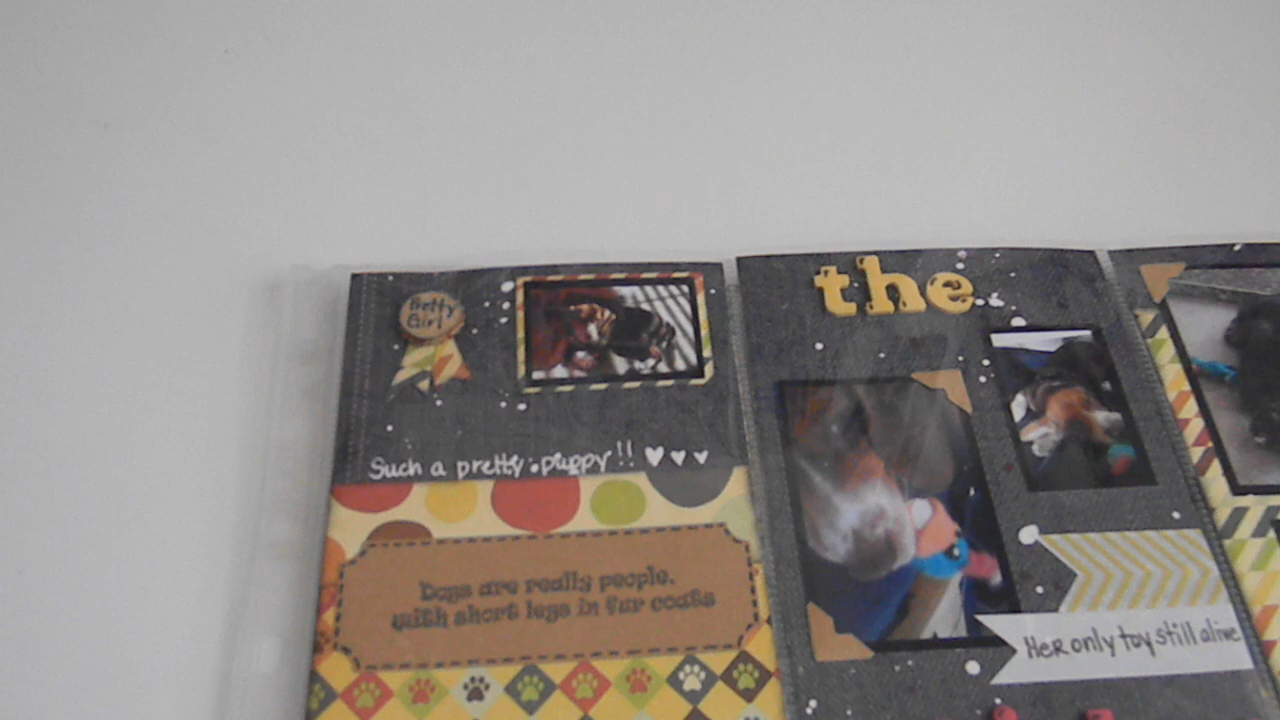 Betty
Girl
Such a pretty puppy!!
Dogs are really people,
with short legs in fur coats
the
Her only toy still alive